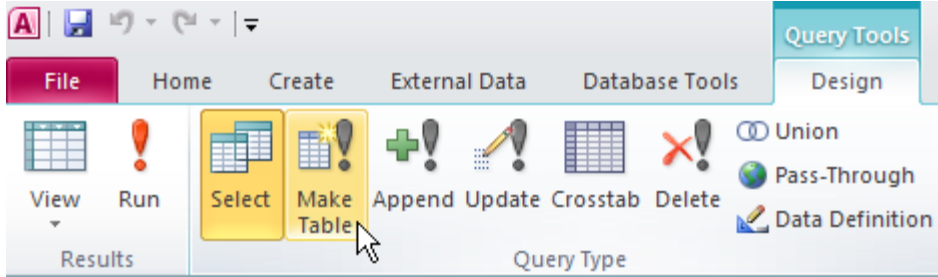 A
Query Tools
File Home Create External Data Database Tools Design
View Run Select Make Table Append Update Crosstab Delete
Union
Pass-Through
Data Definition
Results Query Type